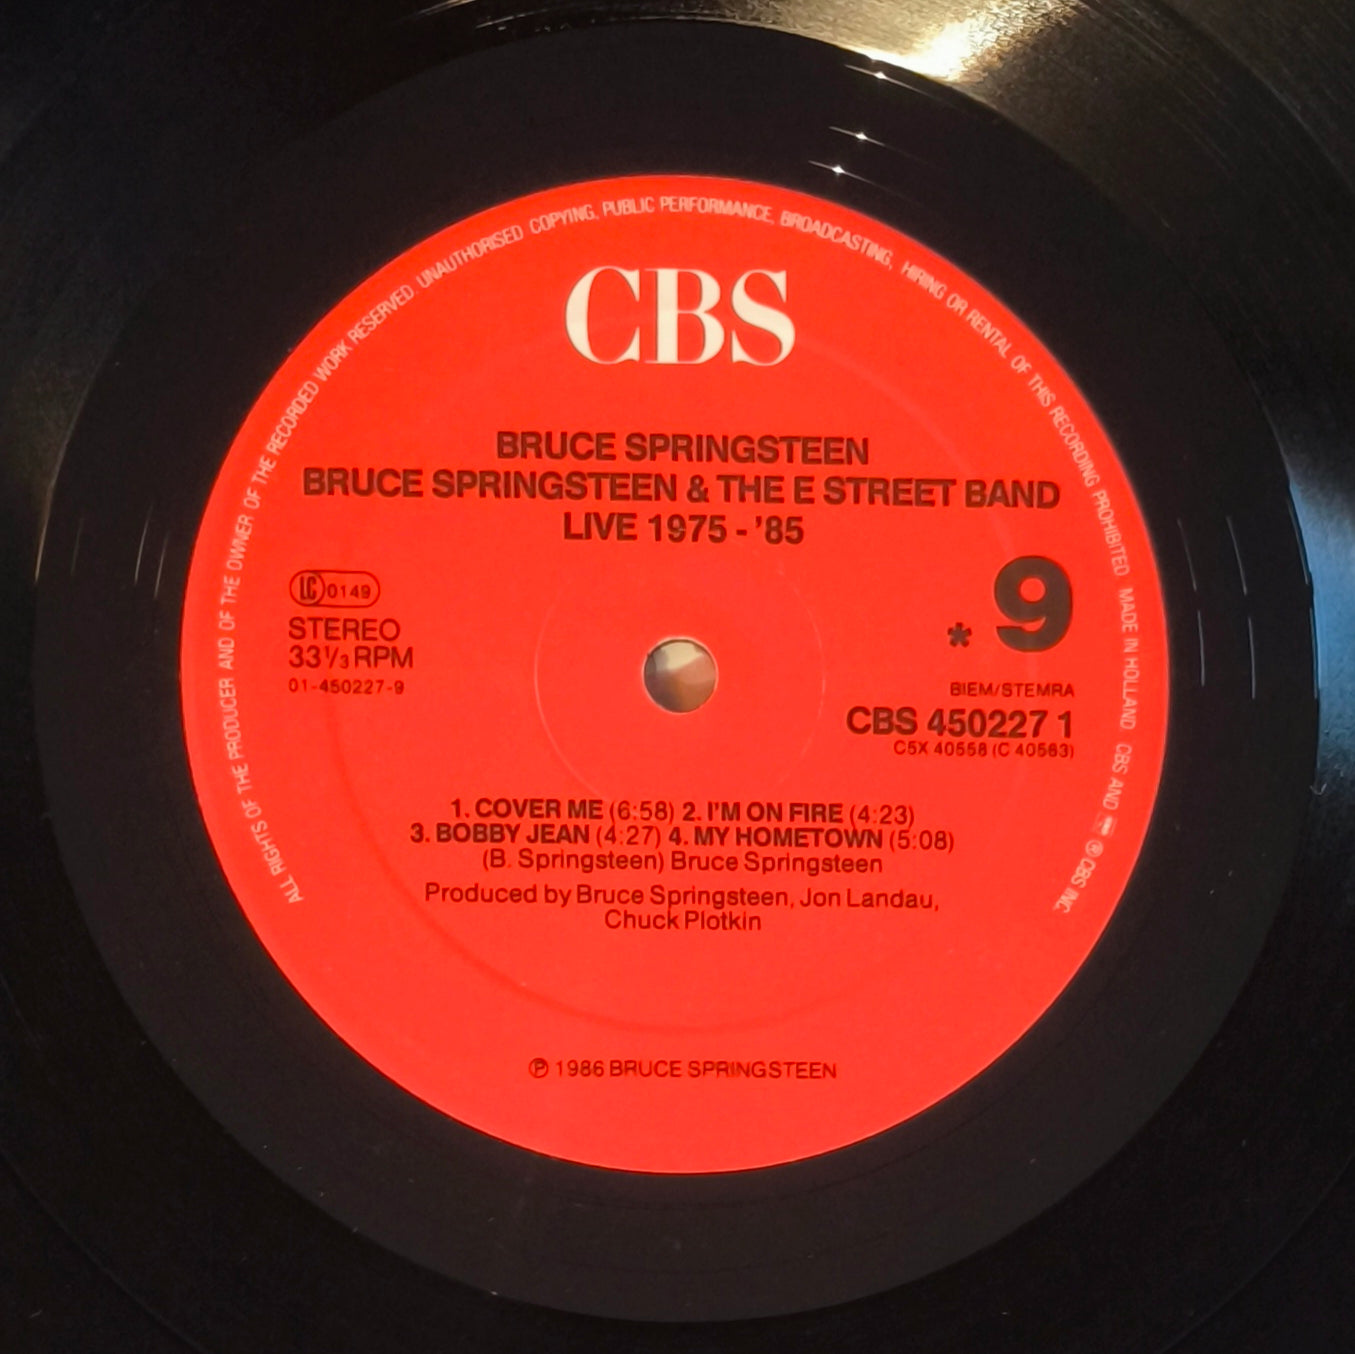 ALL RIGHTS OF THE PRODUCER AND OF THE OWNER OF THE RECORDED WORK RESERVED UNAUTHORISED COPYING, PUBLIC PERFORMANCE, BROADCASTING, HIRING OR RENTAL OF THIS RECORDING PROHIBITED MADE IN HOLLAND CBS AND ℗ CBS INC.
CBS
BRUCE SPRINGSTEEN
BRUCE SPRINGSTEEN & THE E STREET BAND
LIVE 1975 - '85
LC 0149
STEREO
33 1/3 RPM
01-450227-9
* 9
BIEM/STEMRA
CBS 450227 1
C5X 40558 (C 40563)
1. COVER ME (6:58) 2. I'M ON FIRE (4:23)
3. BOBBY JEAN (4:27) 4. MY HOMETOWN (5:08)
(B. Springsteen) Bruce Springsteen
Produced by Bruce Springsteen, Jon Landau,
Chuck Plotkin
℗ 1986 BRUCE SPRINGSTEEN